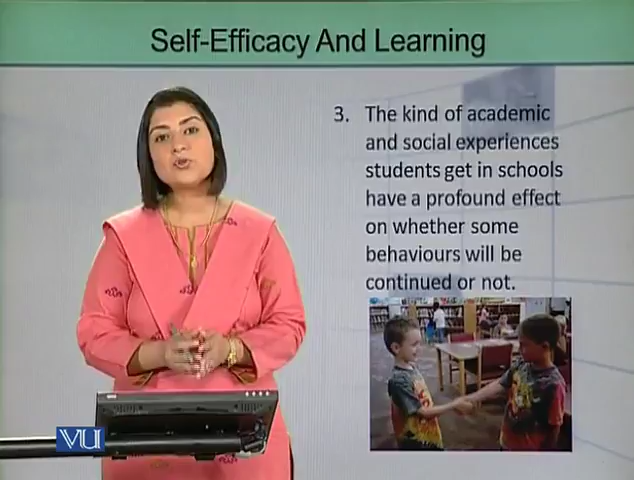 Self-Efficacy And Learning
3. The kind of academic
and social experiences
students get in schools
have a profound effect
on whether some
behaviours will be
continued or not.
VU